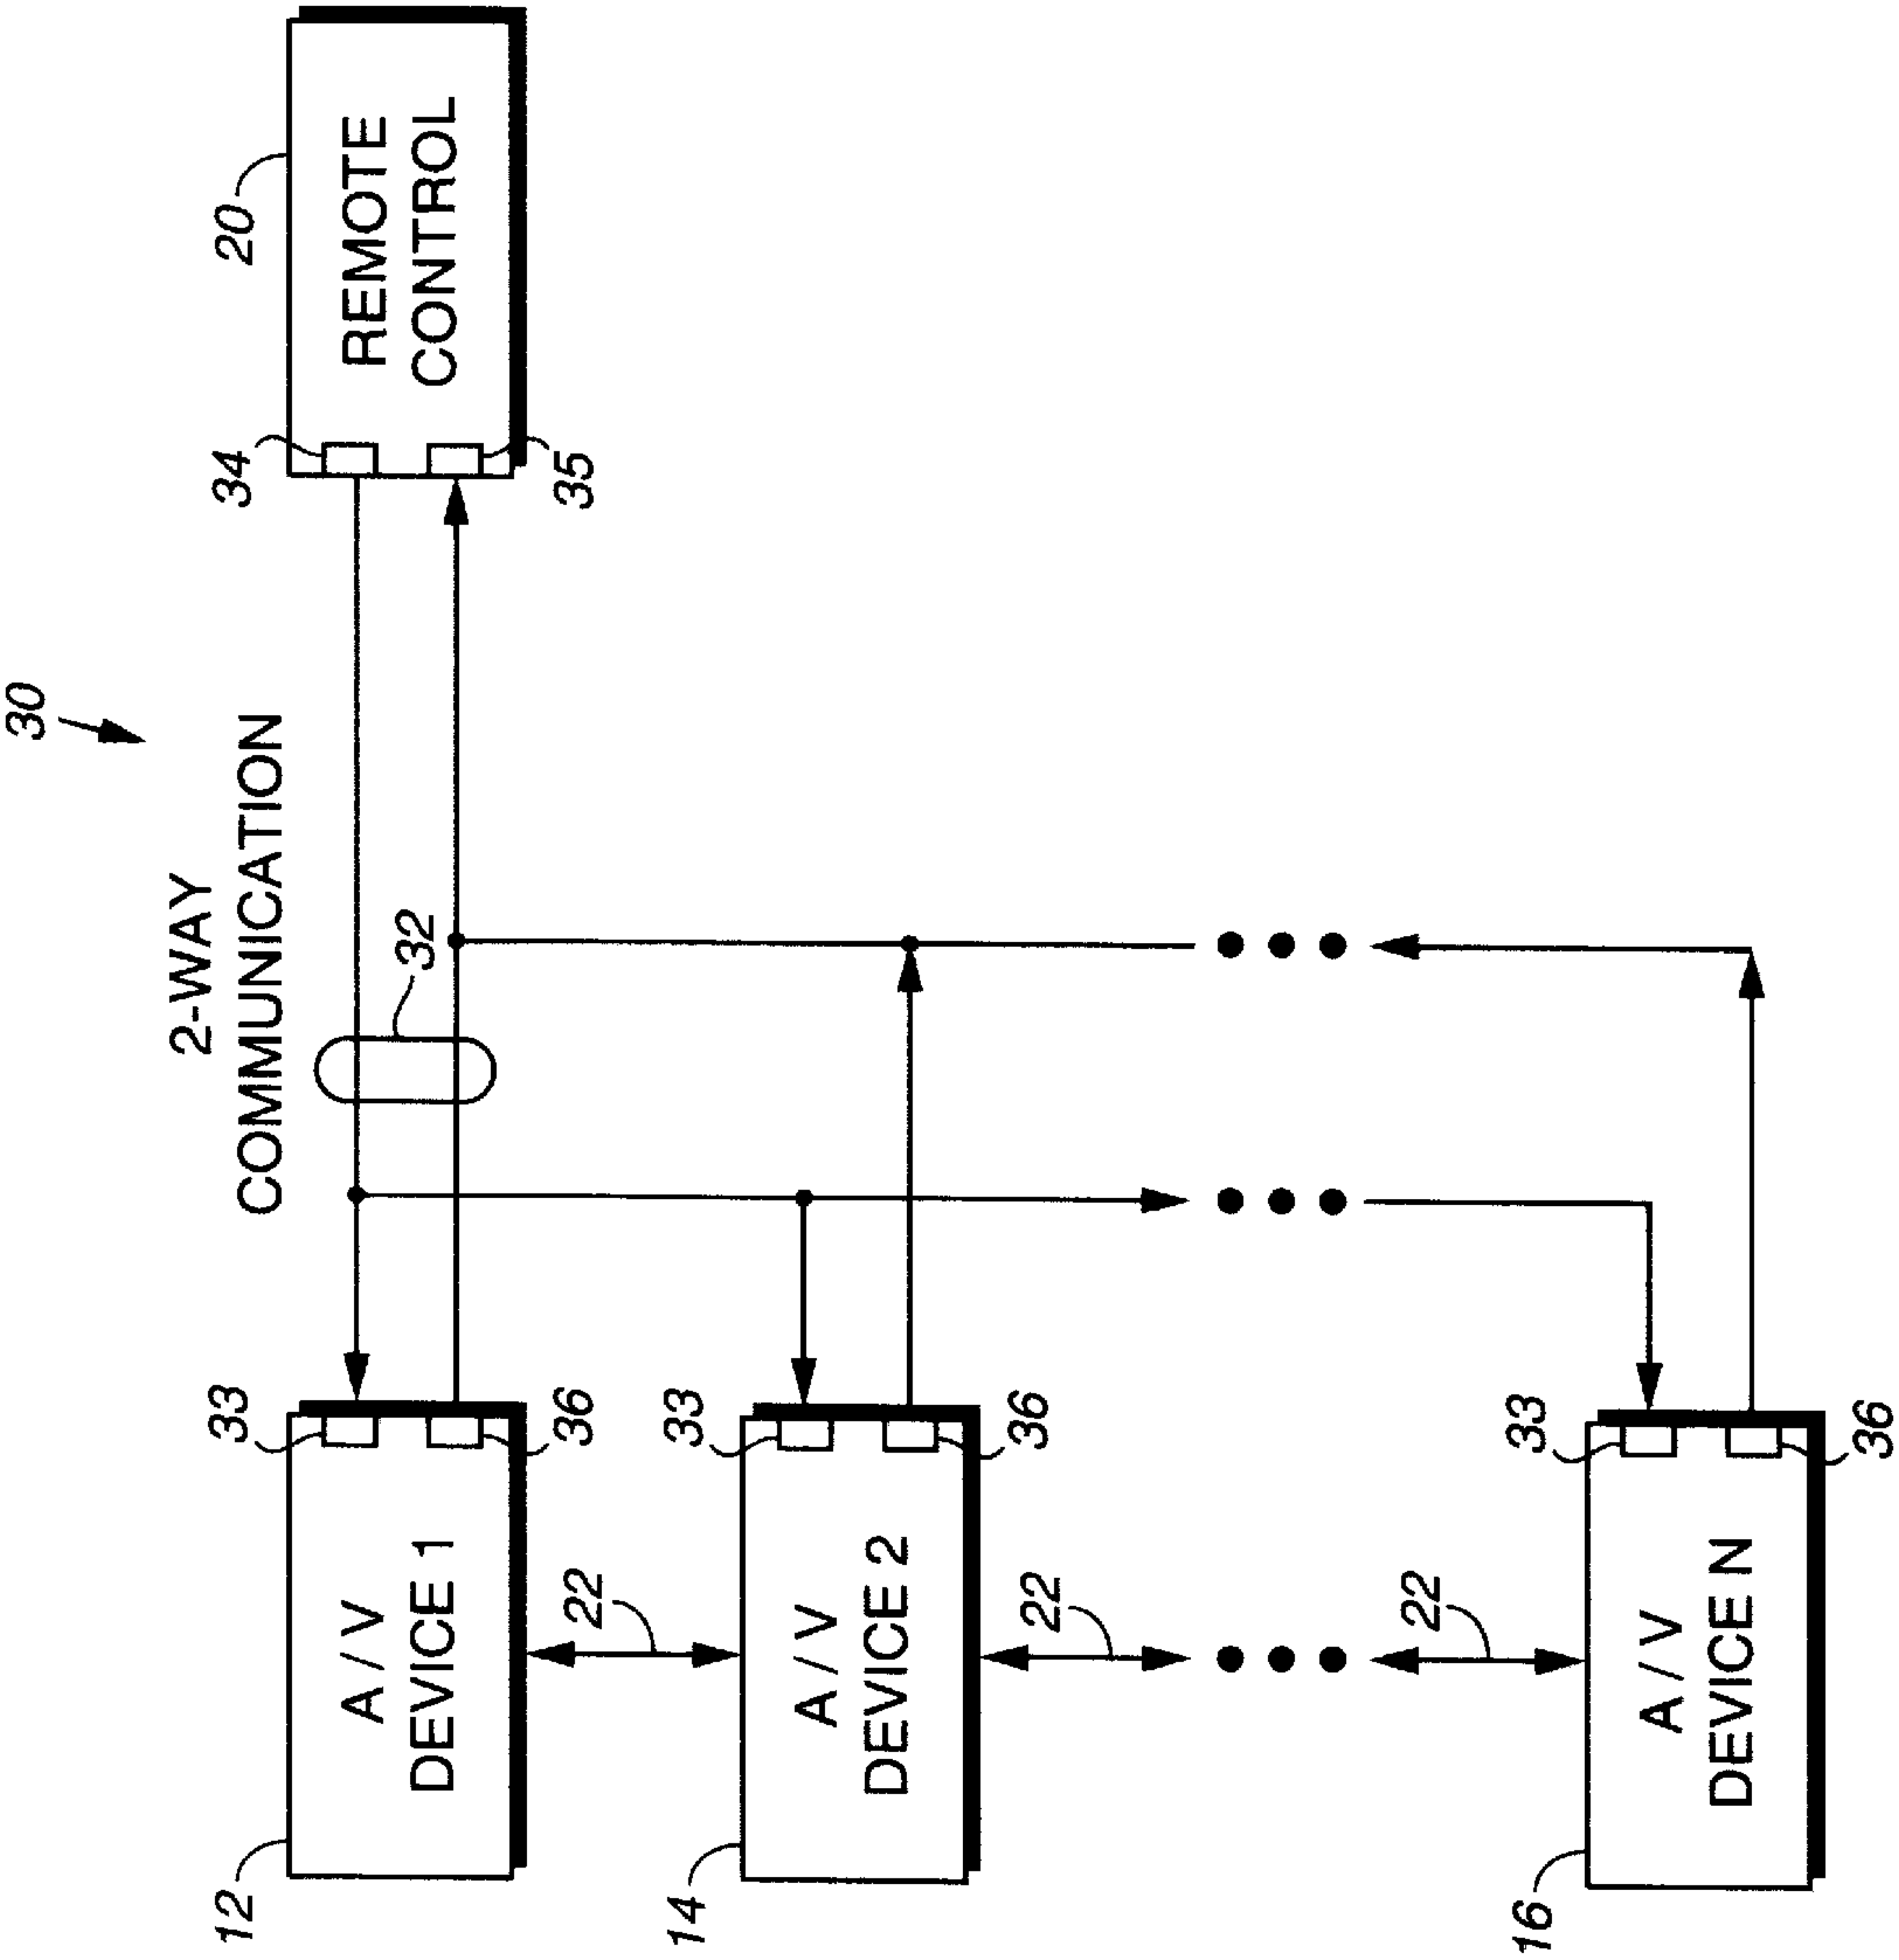 30
2-WAY
COMMUNICATION
12
A/V
DEVICE 1
33
36
32
34
35
20
REMOTE
CONTROL
22
14
A/V
DEVICE 2
33
36
22
22
16
A/V
DEVICE N
33
36